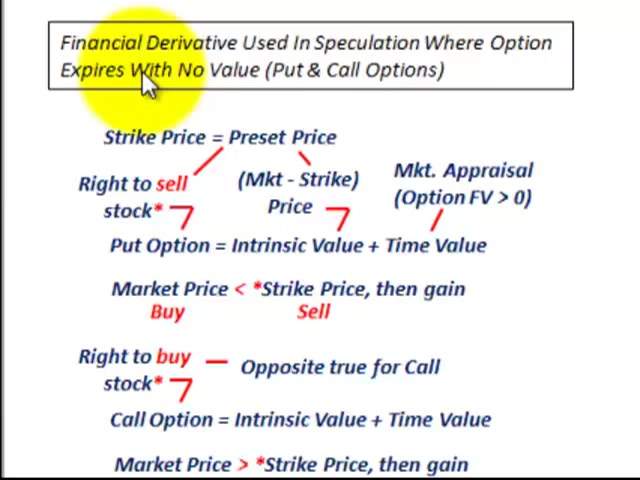 Financial Derivative Used In Speculation Where Option
Expires With No Value (Put & Call Options)
Strike Price = Preset Price
Right to sell
stock*
(Mkt - Strike)
Price
Mkt. Appraisal
(Option FV > 0)
Put Option = Intrinsic Value + Time Value
Market Price < *Strike Price, then gain
Buy Sell
Right to buy
stock*
Opposite true for Call
Call Option = Intrinsic Value + Time Value
Market Price > *Strike Price, then gain